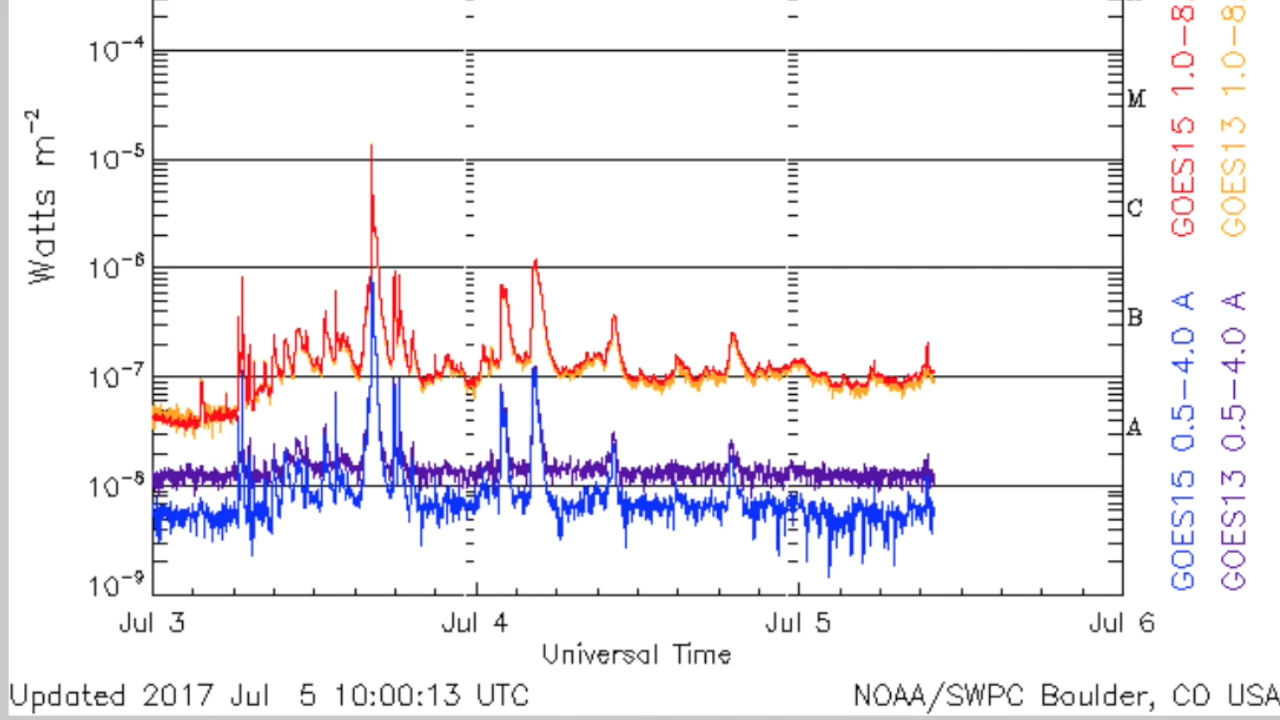 10⁻⁴
10⁻⁵
10⁻⁶
10⁻⁷
10⁻⁸
10⁻⁹
Watts m⁻²
M
C
B
A
GOES15 1.0-8.
GOES13 1.0-8.
GOES15 0.5-4.0 A
GOES13 0.5-4.0 A
Jul 3 Jul 4 Jul 5 Jul 6
Universal Time
Updated 2017 Jul 5 10:00:13 UTC NOAA/SWPC Boulder, CO USA